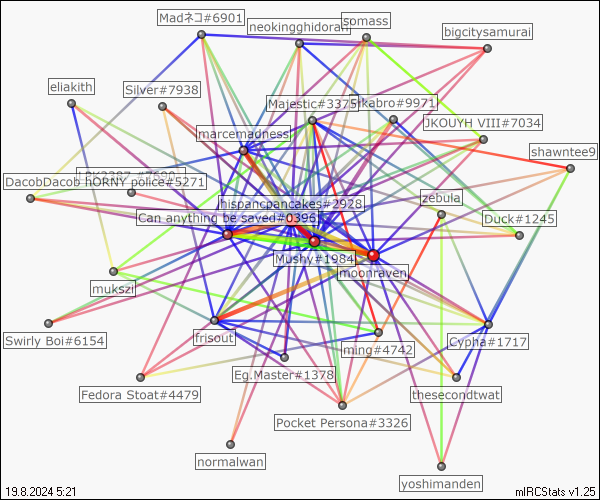 Madネコ#6901
neokingghidorah
somass
bigcitysamurai
eliakith
Silver#7938
Majestic#3375
sikabro#9971
JKOUYH VIII#7034
marcemadness
shawntee9
DacobDacob
hORNY police#5271
hispancpancakes#2928
zebula
Can anything be saved#0396
Duck#1245
Mushy#1984
moonraven
mukszi
Swirly Boi#6154
frisout
ming#4742
Cypha#1717
Eg.Master#1378
Fedora Stoat#4479
thesecondtwat
Pocket Persona#3326
normalwan
yoshimanden
19.8.2024 5:21
mIRCStats v1.25